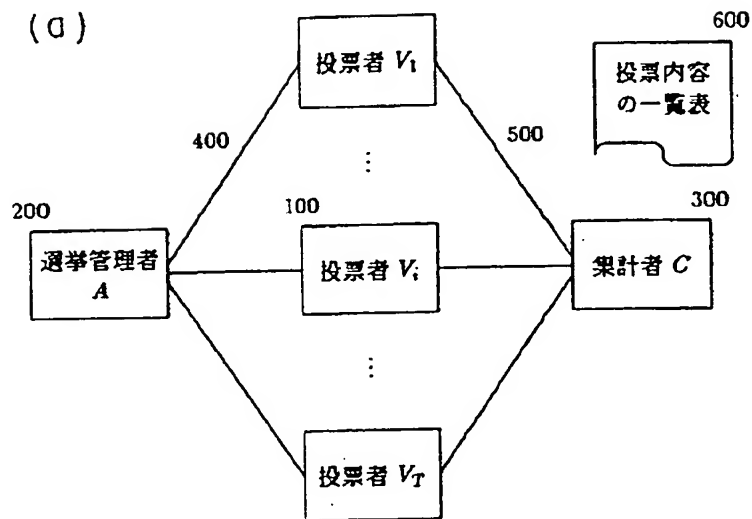 (a)
投票者 V1
600
投票内容
の一覧表
400
500
⋮
200
選挙管理者
A
100
投票者 Vi
300
集計者 C
⋮
投票者 VT